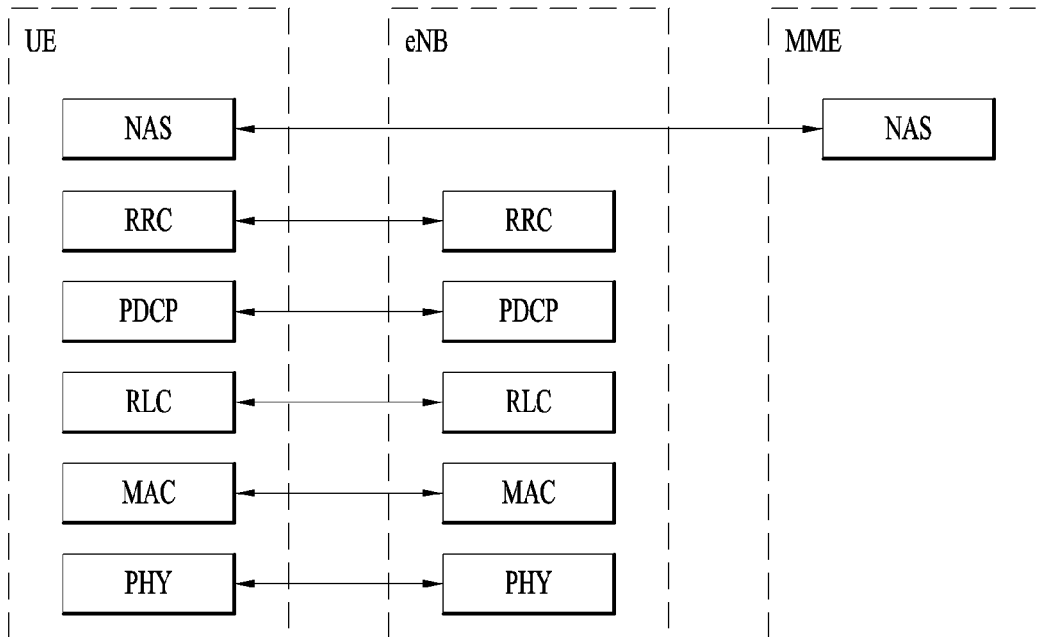 UE eNB MME
NAS NAS
RRC RRC
PDCP PDCP
RLC RLC
MAC MAC
PHY PHY